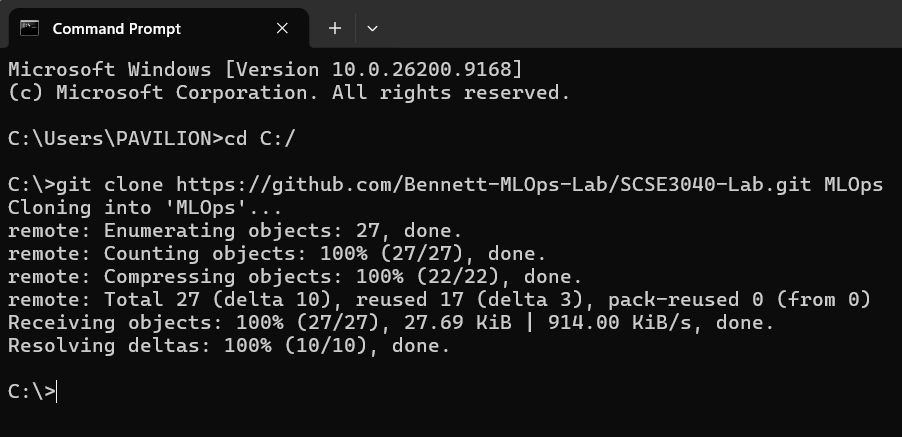 Command Prompt
Microsoft Windows [Version 10.0.26200.9168]
(c) Microsoft Corporation. All rights reserved.
C:\Users\PAVILION>cd C:/
C:\>git clone https://github.com/Bennett-MLOps-Lab/SCSE3040-Lab.git MLOps
Cloning into 'MLOps'...
remote: Enumerating objects: 27, done.
remote: Counting objects: 100% (27/27), done.
remote: Compressing objects: 100% (22/22), done.
remote: Total 27 (delta 10), reused 17 (delta 3), pack-reused 0 (from 0)
Receiving objects: 100% (27/27), 27.69 KiB | 914.00 KiB/s, done.
Resolving deltas: 100% (10/10), done.
C:\>